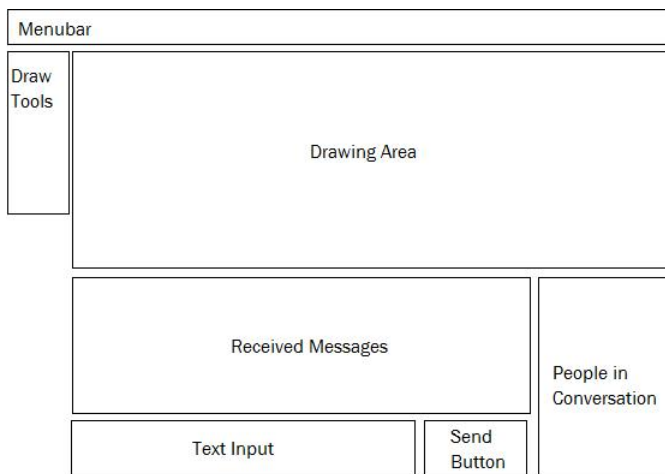 Menubar
Draw
Tools
Drawing Area
Received Messages
People in
Conversation
Text Input
Send
Button